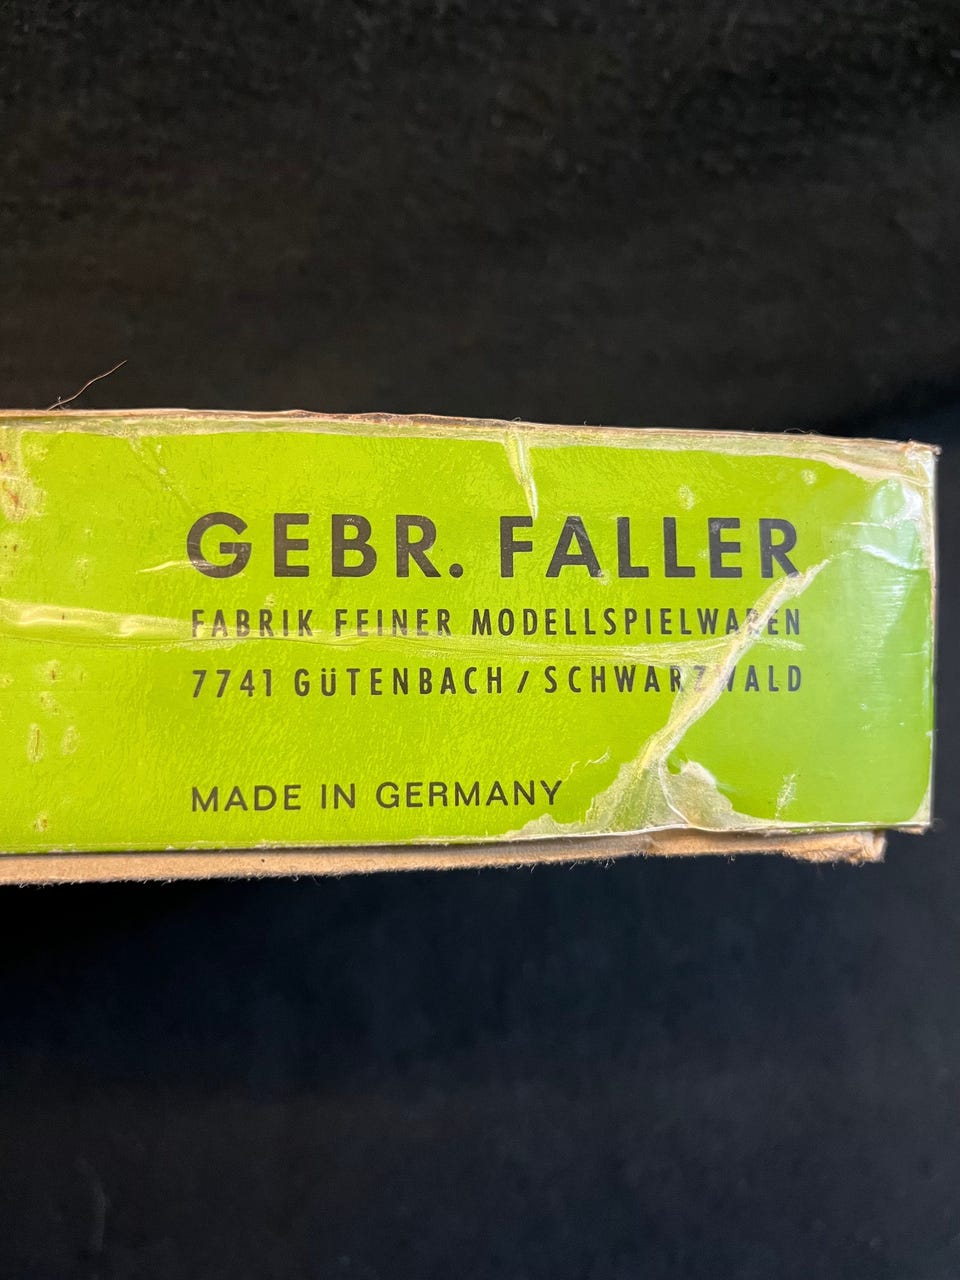 GEBR. FALLER
FABRIK FEINER MODELLSPIELWAREN
7741 GÜTENBACH / SCHWARZWALD
MADE IN GERMANY